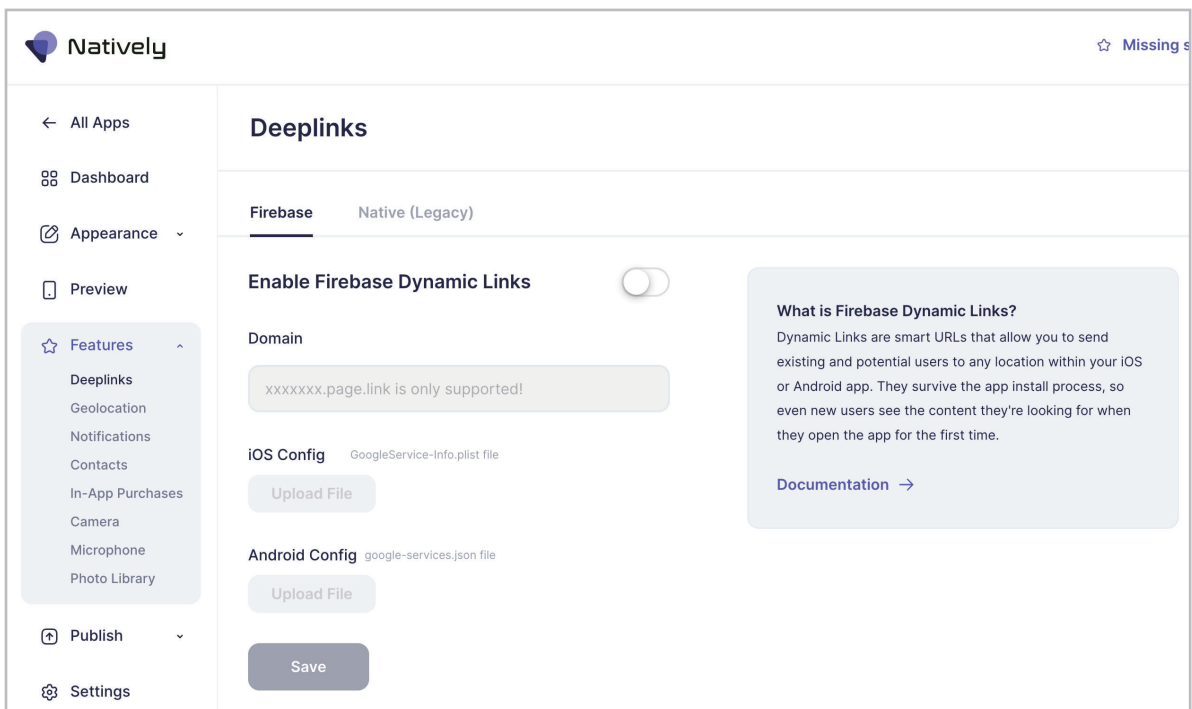 Natively
Missing s
All Apps
Dashboard
Appearance
Preview
Features
Deeplinks
Geolocation
Notifications
Contacts
In-App Purchases
Camera
Microphone
Photo Library
Publish
Settings
Deeplinks
Firebase
Native (Legacy)
Enable Firebase Dynamic Links
Domain
xxxxxxx.page.link is only supported!
iOS Config GoogleService-Info.plist file
Upload File
Android Config google-services.json file
Upload File
Save
What is Firebase Dynamic Links?
Dynamic Links are smart URLs that allow you to send
existing and potential users to any location within your iOS
or Android app. They survive the app install process, so
even new users see the content they're looking for when
they open the app for the first time.
Documentation →